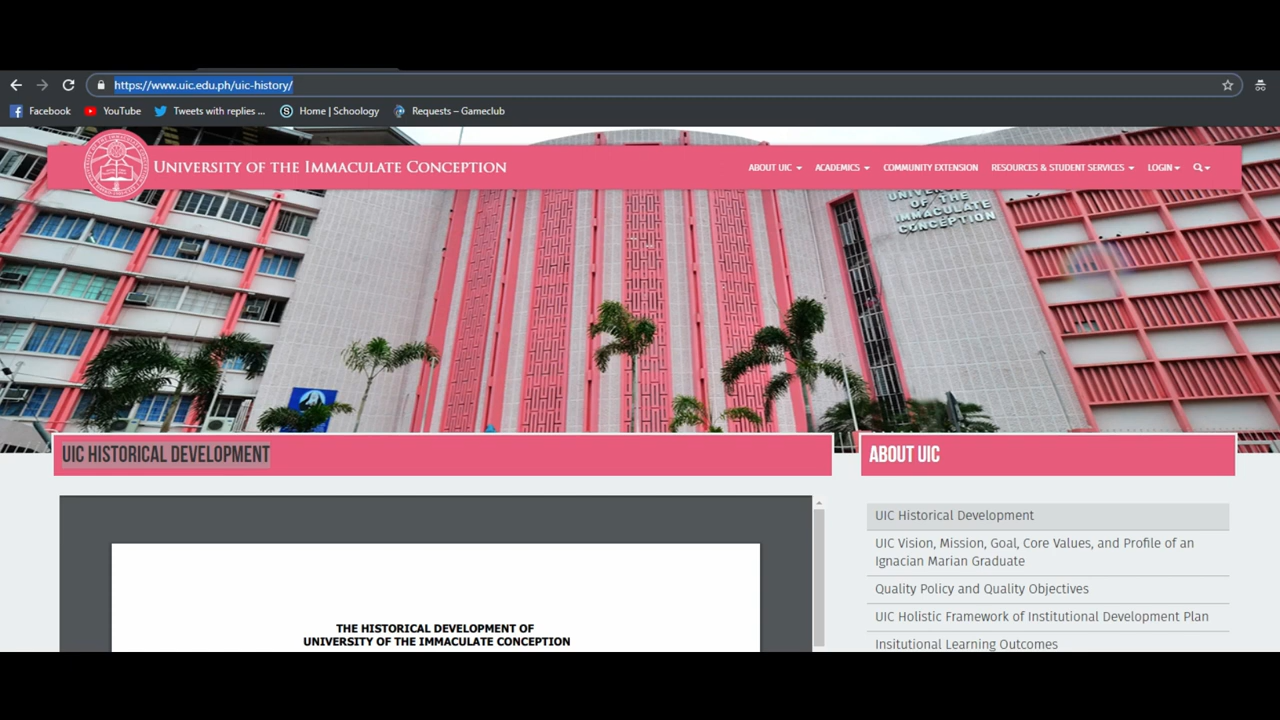 https://www.uic.edu.ph/uic-history/
Facebook YouTube Tweets with replies ... Home | Schoology Requests – Gameclub
UNIVERSITY OF THE IMMACULATE CONCEPTION
ABOUT UIC ACADEMICS COMMUNITY EXTENSION RESOURCES & STUDENT SERVICES LOGIN
UNIVERSITY
OF THE
IMMACULATE
CONCEPTION
UIC HISTORICAL DEVELOPMENT
THE HISTORICAL DEVELOPMENT OF
UNIVERSITY OF THE IMMACULATE CONCEPTION
ABOUT UIC
UIC Historical Development
UIC Vision, Mission, Goal, Core Values, and Profile of an
Ignacian Marian Graduate
Quality Policy and Quality Objectives
UIC Holistic Framework of Institutional Development Plan
Insitutional Learning Outcomes